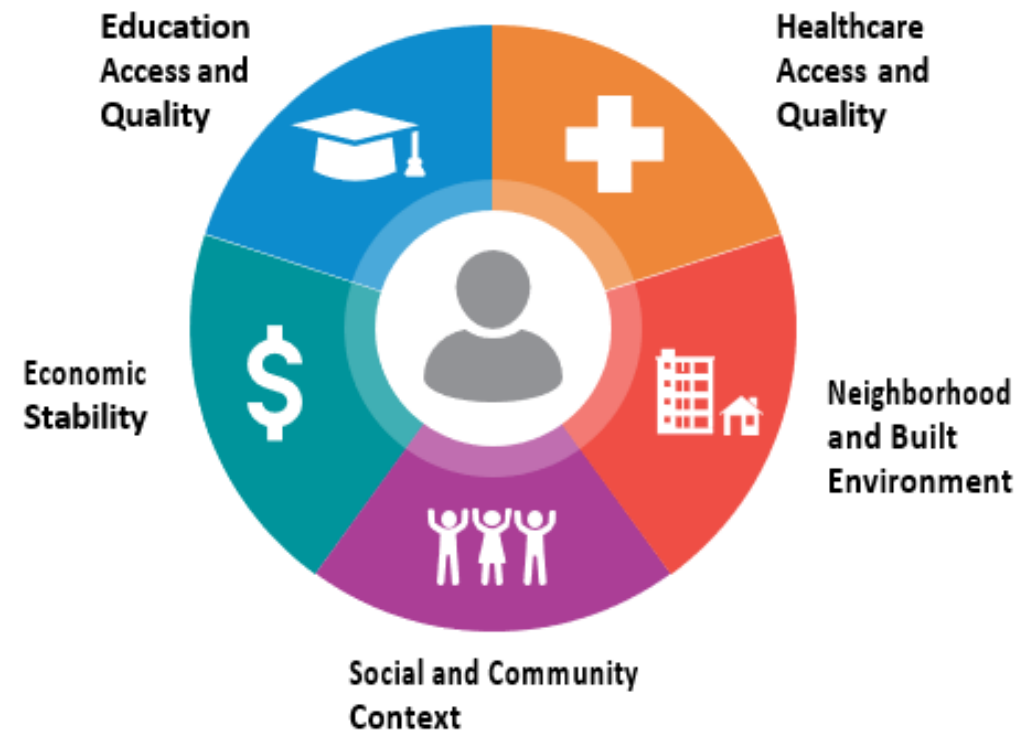 Education
Access and
Quality
Healthcare
Access and
Quality
Economic
Stability
Neighborhood
and Built
Environment
Social and Community
Context